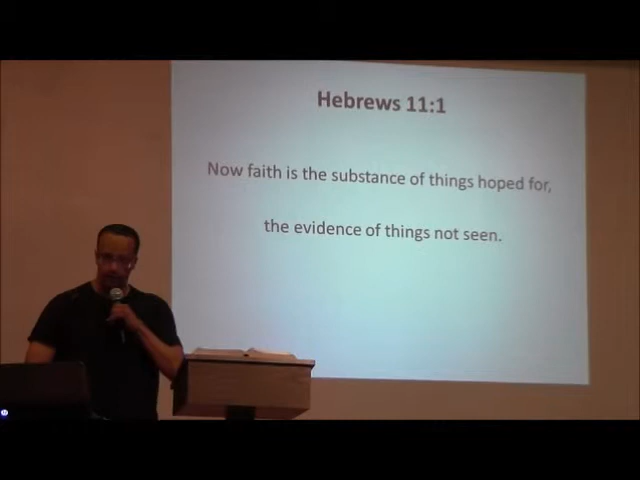 Hebrews 11:1
Now faith is the substance of things hoped for,
the evidence of things not seen.